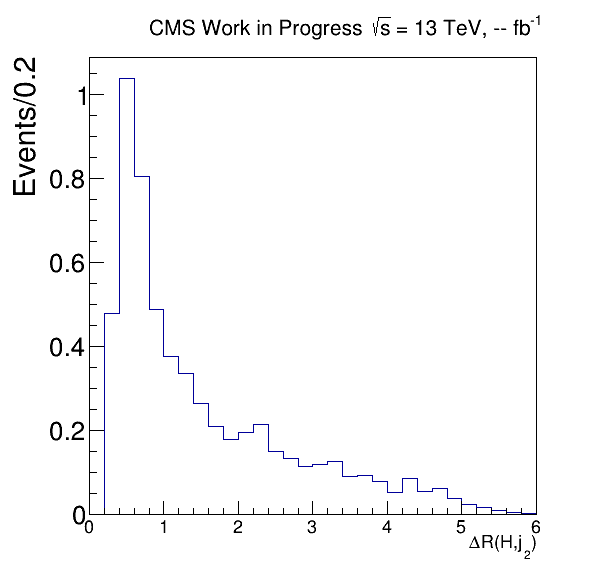 CMS Work in Progress √s = 13 TeV, -- fb⁻¹
Events/0.2
1
0.8
0.6
0.4
0.2
0
0 1 2 3 4 5 6
ΔR(H,j₂)